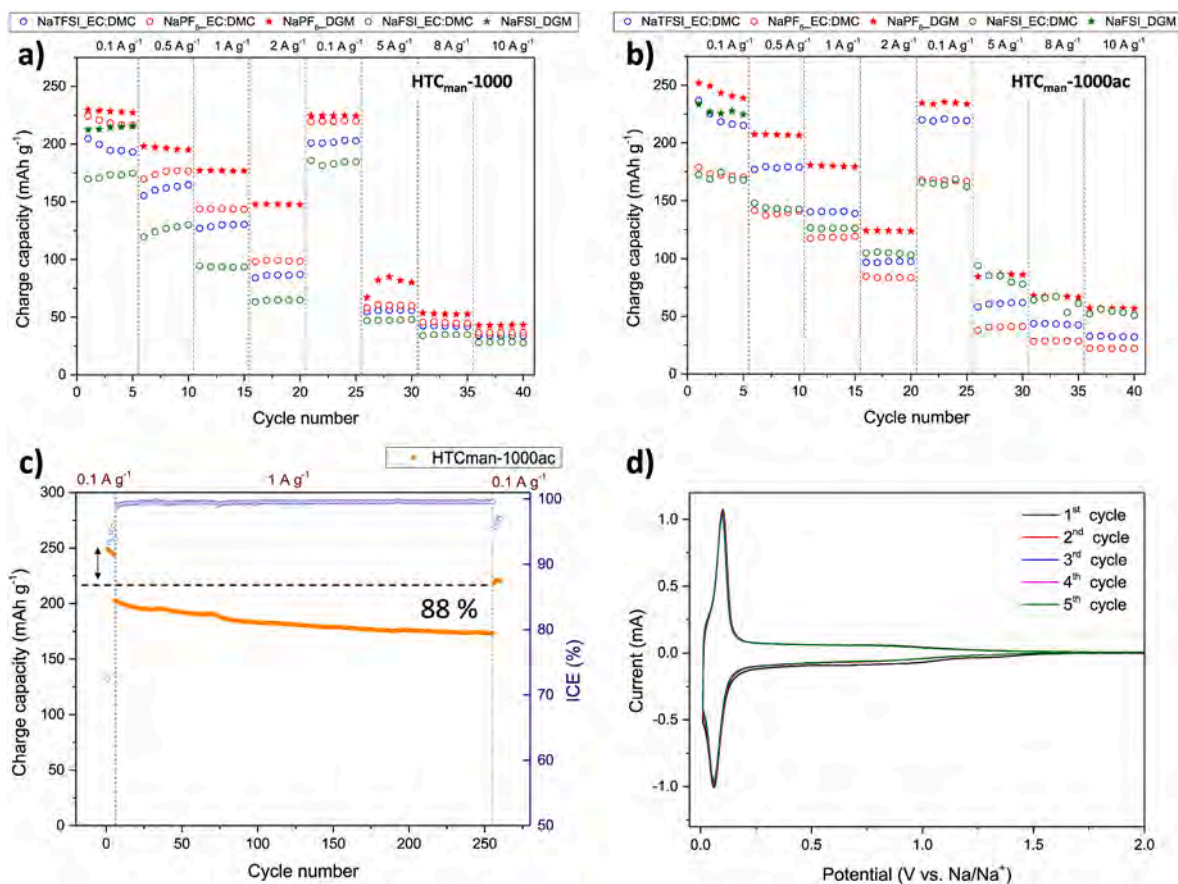 NaTFSI_EC:DMC NaPF6_EC:DMC NaPF6_DGM NaFSI_EC:DMC NaFSI_DGM
a)
0.1 A g-1 0.5 A g-1 1 A g-1 2 A g-1 0.1 A g-1 5 A g-1 8 A g-1 10 A g-1
HTCman-1000
250
200
150
100
50
0
Charge capacity (mAh g-1)
0 5 10 15 20 25 30 35 40
Cycle number
NaTFSI_EC:DMC NaPF6_EC:DMC NaPF6_DGM NaFSI_EC:DMC NaFSI_DGM
b)
0.1 A g-1 0.5 A g-1 1 A g-1 2 A g-1 0.1 A g-1 5 A g-1 8 A g-1 10 A g-1
HTCman-1000ac
250
200
150
100
50
0
Charge capacity (mAh g-1)
0 5 10 15 20 25 30 35 40
Cycle number
c)
HTCman-1000ac
0.1 A g-1 1 A g-1 0.1 A g-1
300
250
200
150
100
75
50
25
0
Charge capacity (mAh g-1)
88 %
100
90
80
70
60
50
ICE (%)
0 50 100 150 200 250
Cycle number
d)
1st cycle
2nd cycle
3rd cycle
4th cycle
5th cycle
1.0
0.5
0.0
-0.5
-1.0
Current (mA)
0.0 0.5 1.0 1.5 2.0
Potential (V vs. Na/Na+)